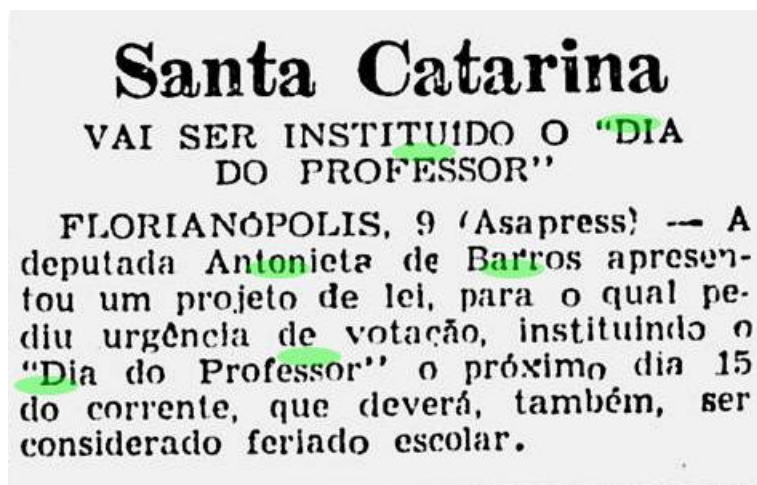 Santa Catarina
VAI SER INSTITUIDO O "DIA
DO PROFESSOR"
FLORIANÓPOLIS, 9 (Asapress) — A
deputada Antonieta de Barros apresen-
tou um projeto de lei, para o qual pe-
diu urgência de votação, instituindo o
"Dia do Professor" o próximo dia 15
do corrente, que deverá, também, ser
considerado feriado escolar.